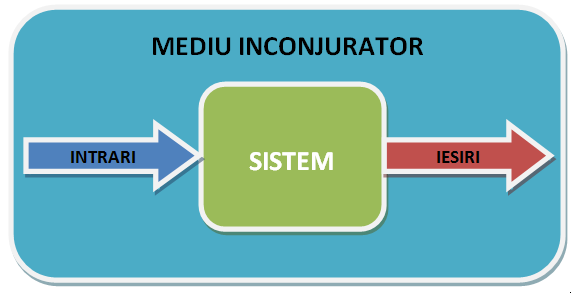 MEDIU INCONJURATOR
INTRARI
SISTEM
IESIRI